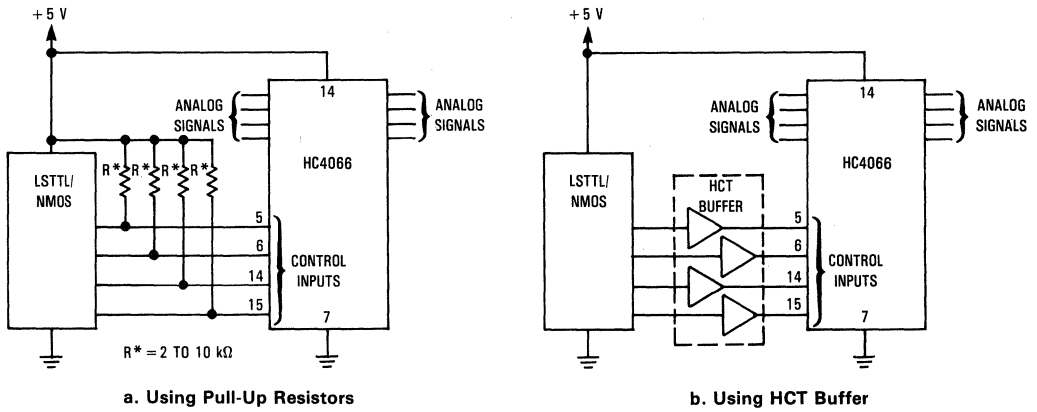 +5 V
14
ANALOG
SIGNALS
ANALOG
SIGNALS
HC4066
R* R* R* R*
LSTTL/
NMOS
5
6
14
15
CONTROL
INPUTS
7
R* = 2 TO 10 kΩ
a. Using Pull-Up Resistors
+5 V
14
ANALOG
SIGNALS
ANALOG
SIGNALS
HC4066
LSTTL/
NMOS
HCT
BUFFER
5
6
14
15
CONTROL
INPUTS
7
b. Using HCT Buffer